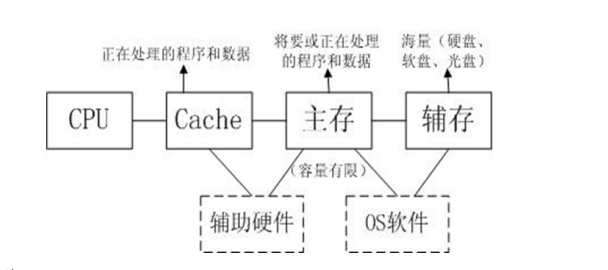 正在处理的程序和数据
将要或正在处理
的程序和数据
海量（硬盘、
软盘、光盘）
CPU
Cache
主存
辅存
（容量有限）
辅助硬件
OS软件